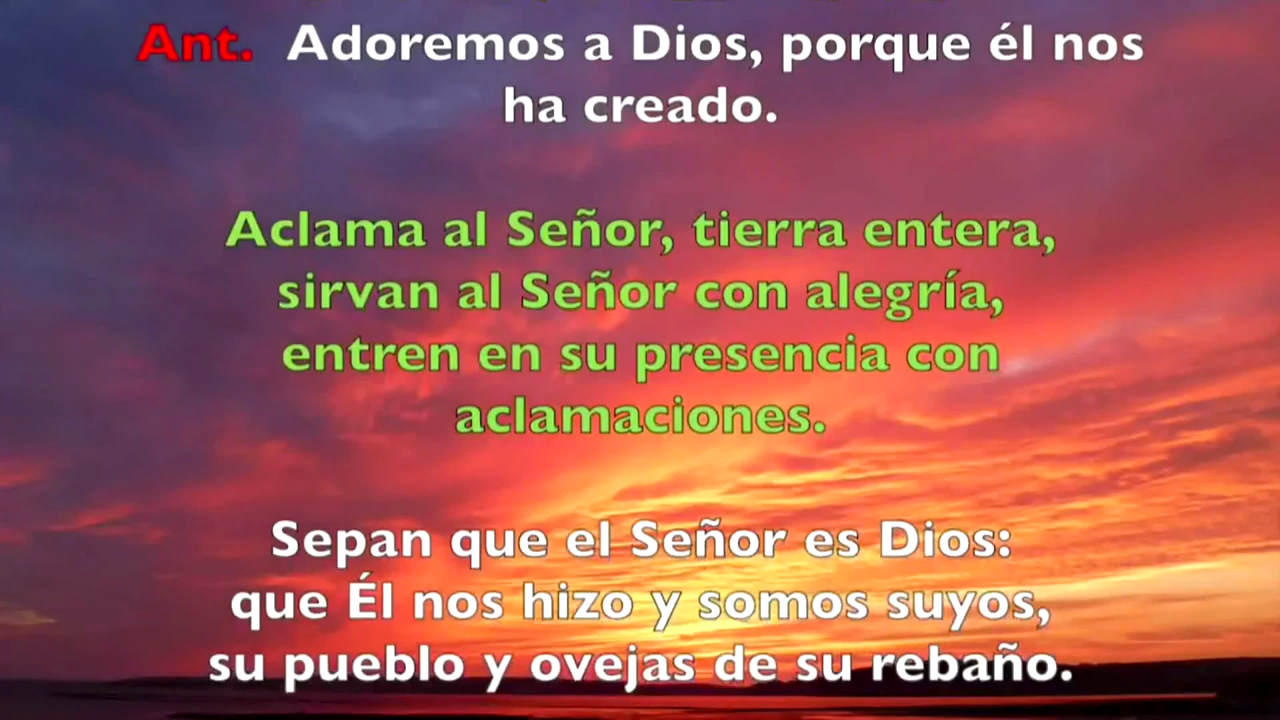 Ant. Adoremos a Dios, porque él nos
ha creado.
Aclama al Señor, tierra entera,
sirvan al Señor con alegría,
entren en su presencia con
aclamaciones.
Sepan que el Señor es Dios:
que Él nos hizo y somos suyos,
su pueblo y ovejas de su rebaño.